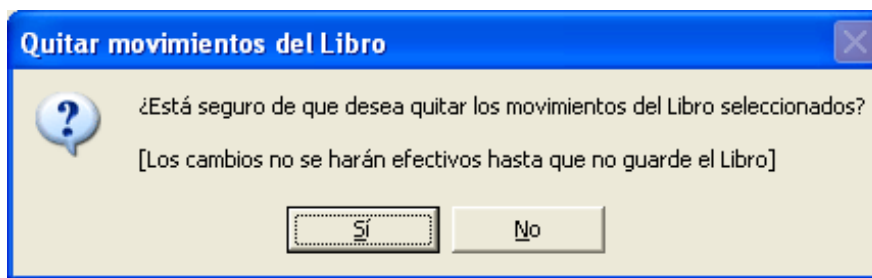 Quitar movimientos del Libro
¿Está seguro de que desea quitar los movimientos del Libro seleccionados?
[Los cambios no se harán efectivos hasta que no guarde el Libro]
Sí
No